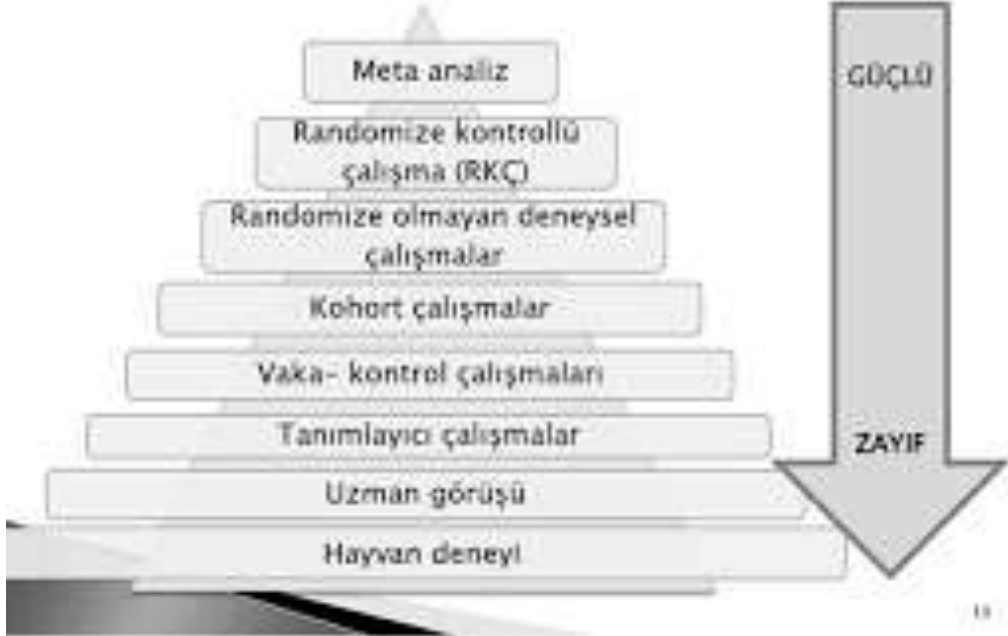 Meta analiz
Randomize kontrollü
çalışma (RKÇ)
Randomize olmayan deneysel
çalışmalar
Kohort çalışmalar
Vaka- kontrol çalışmaları
Tanımlayıcı çalışmalar
Uzman görüşü
Hayvan deneyi
GÜÇLÜ
ZAYIF